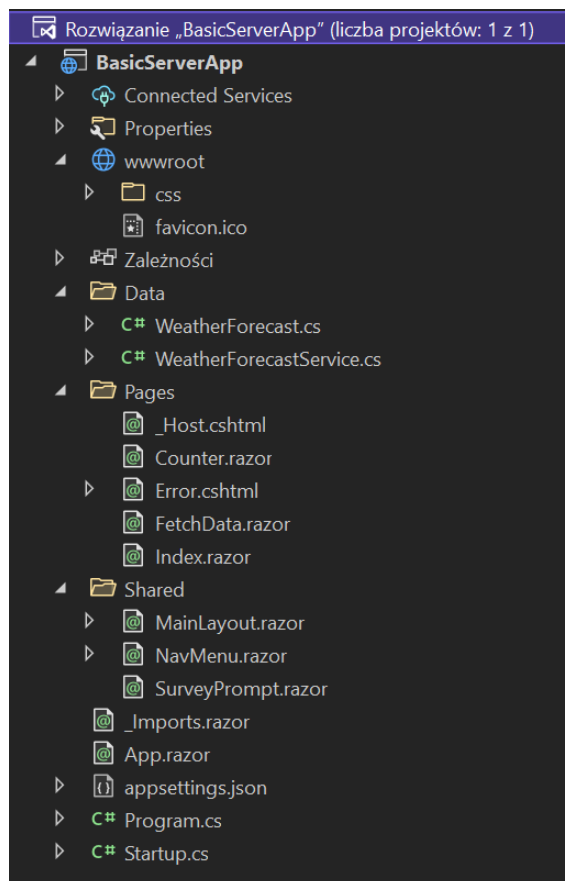 Rozwiązanie „BasicServerApp” (liczba projektów: 1 z 1)
BasicServerApp
Connected Services
Properties
wwwroot
css
favicon.ico
Zależności
Data
C# WeatherForecast.cs
C# WeatherForecastService.cs
Pages
_Host.cshtml
Counter.razor
Error.cshtml
FetchData.razor
Index.razor
Shared
MainLayout.razor
NavMenu.razor
SurveyPrompt.razor
_Imports.razor
App.razor
appsettings.json
C# Program.cs
C# Startup.cs